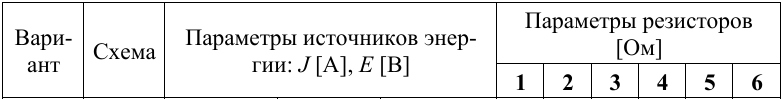 Вари-
ант
Схема
Параметры источников энер-
гии: J [А], E [В]
Параметры резисторов
[Ом]
1 2 3 4 5 6